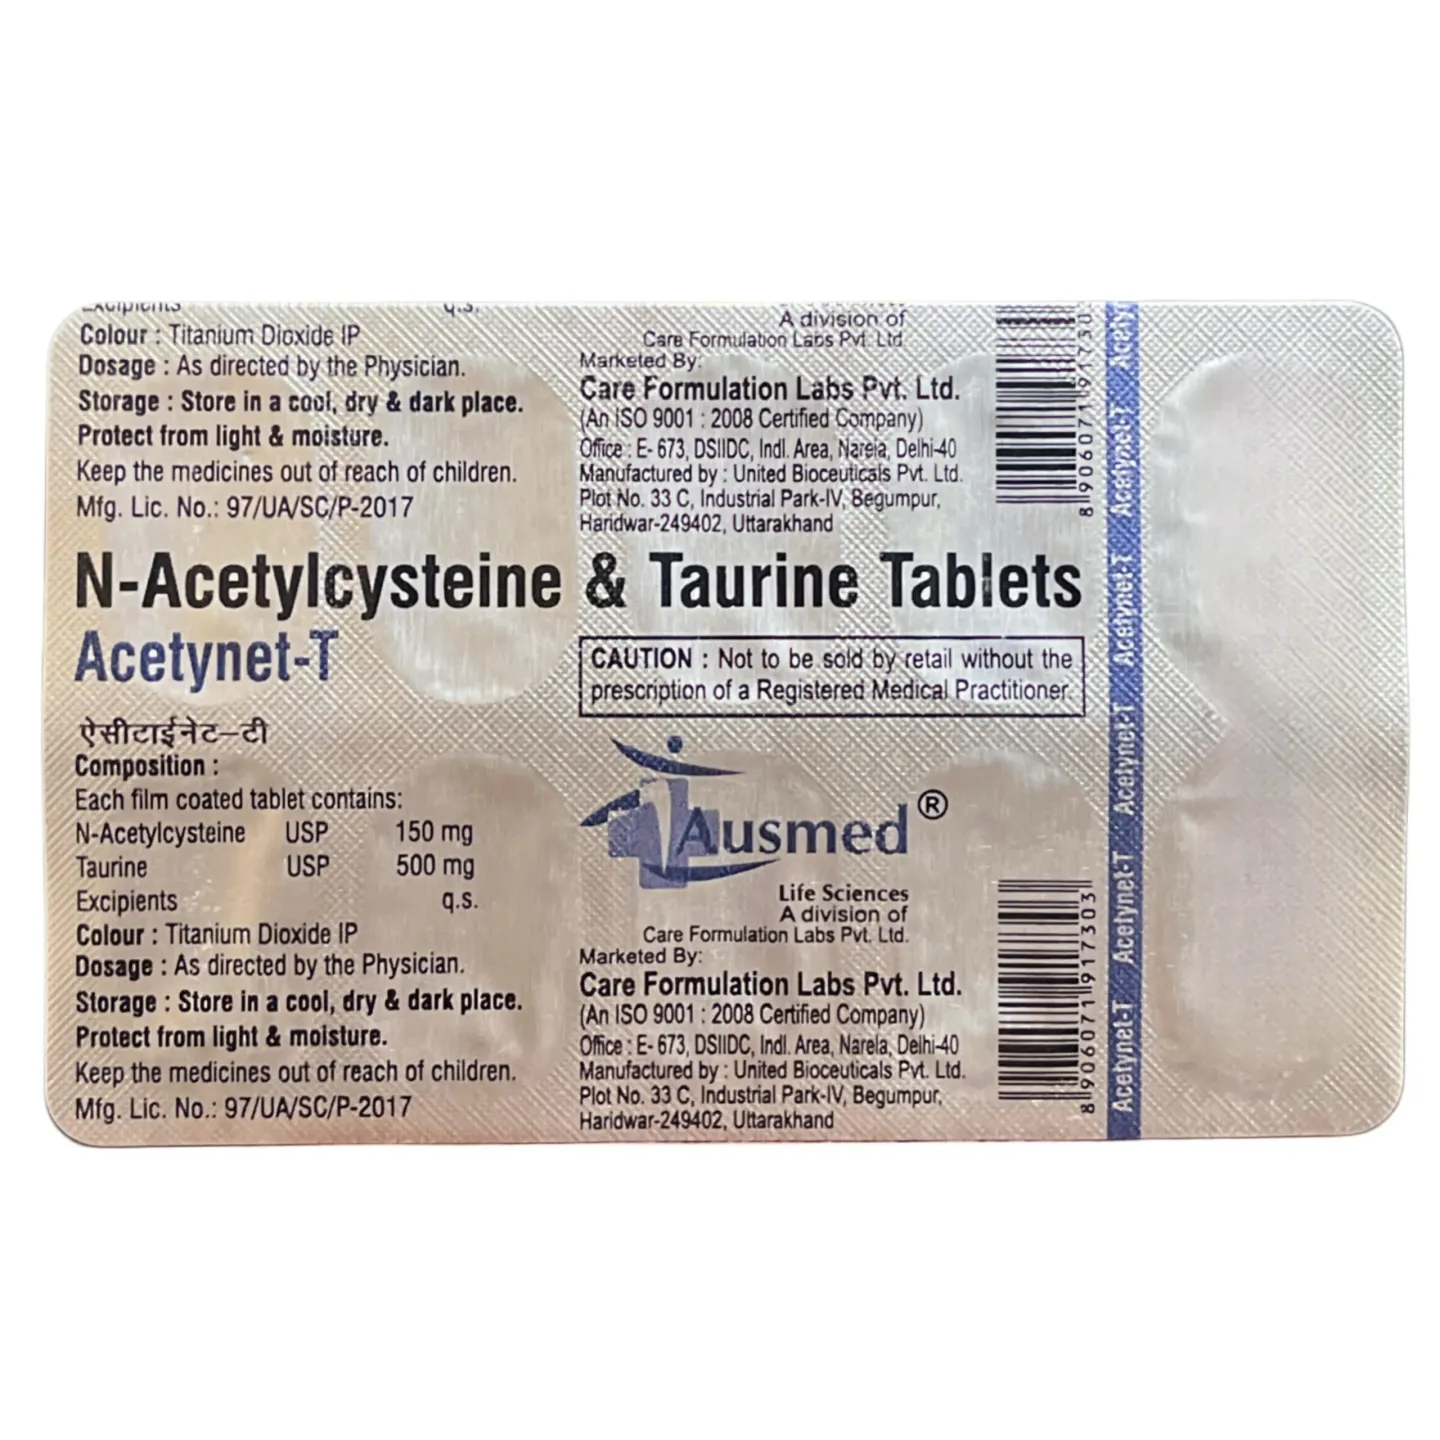 Excipients q.s.
Colour : Titanium Dioxide IP
Dosage : As directed by the Physician.
Storage : Store in a cool, dry & dark place.
Protect from light & moisture.
Keep the medicines out of reach of children.
Mfg. Lic. No.: 97/UA/SC/P-2017
A division of
Care Formulation Labs Pvt. Ltd.
Marketed By:
Care Formulation Labs Pvt. Ltd.
(An ISO 9001 : 2008 Certified Company)
Office : E- 673, DSIIDC, Indl. Area, Narela, Delhi-40
Manufactured by : United Bioceuticals Pvt. Ltd.
Plot No. 33 C, Industrial Park-IV, Begumpur,
Haridwar-249402, Uttarakhand
N-Acetylcysteine & Taurine Tablets
Acetynet-T
ऐसीटाईनेट-टी
CAUTION : Not to be sold by retail without the
prescription of a Registered Medical Practitioner.
Composition :
Each film coated tablet contains:
N-Acetylcysteine USP 150 mg
Taurine USP 500 mg
Excipients q.s.
Colour : Titanium Dioxide IP
Dosage : As directed by the Physician.
Storage : Store in a cool, dry & dark place.
Protect from light & moisture.
Keep the medicines out of reach of children.
Mfg. Lic. No.: 97/UA/SC/P-2017
Ausmed ®
Life Sciences
A division of
Care Formulation Labs Pvt. Ltd.
Marketed By:
Care Formulation Labs Pvt. Ltd.
(An ISO 9001 : 2008 Certified Company)
Office : E- 673, DSIIDC, Indl. Area, Narela, Delhi-40
Manufactured by : United Bioceuticals Pvt. Ltd.
Plot No. 33 C, Industrial Park-IV, Begumpur,
Haridwar-249402, Uttarakhand
8 906071 91730
8 906071 917303
Acetynet-T Acetynet-T Acetynet-T Acetynet-T Acetynet-T Acetynet-T Acety